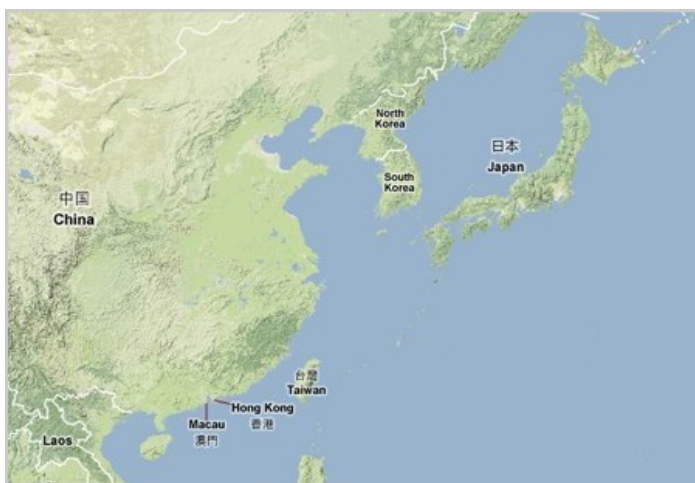 North
Korea
日本
Japan
South
Korea
中国
China
台灣
Taiwan
Hong Kong
香港
Macau
澳門
Laos